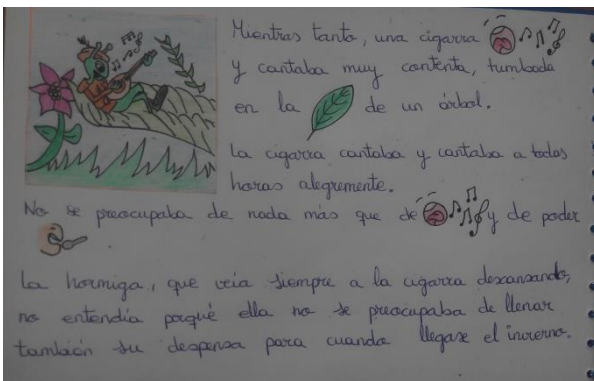 Mientras tanto, una cigarra
y cantaba muy contenta, tumbada
en la de un árbol.
La cigarra cantaba y cantaba a todas
horas alegremente.
No se preocupaba de nada más que de y de poder
La hormiga, que veía siempre a la cigarra descansando,
no entendía porqué ella no se preocupaba de llenar
también su despensa para cuando llegase el invierno.